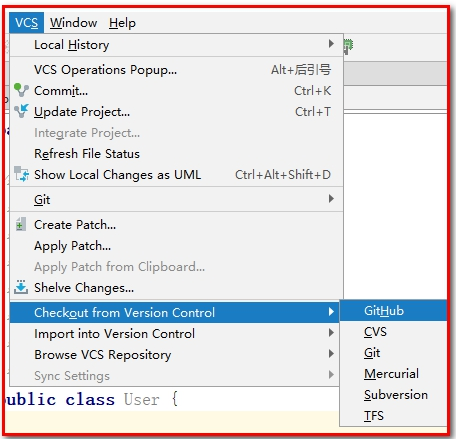 VCS Window Help
Local History
VCS Operations Popup... Alt+后引号
Commit... Ctrl+K
Update Project... Ctrl+T
Integrate Project...
Refresh File Status
Show Local Changes as UML Ctrl+Alt+Shift+D
Git
Create Patch...
Apply Patch...
Apply Patch from Clipboard...
Shelve Changes...
Checkout from Version Control
Import into Version Control
Browse VCS Repository
Sync Settings
GitHub
CVS
Git
Mercurial
Subversion
TFS
public class User {